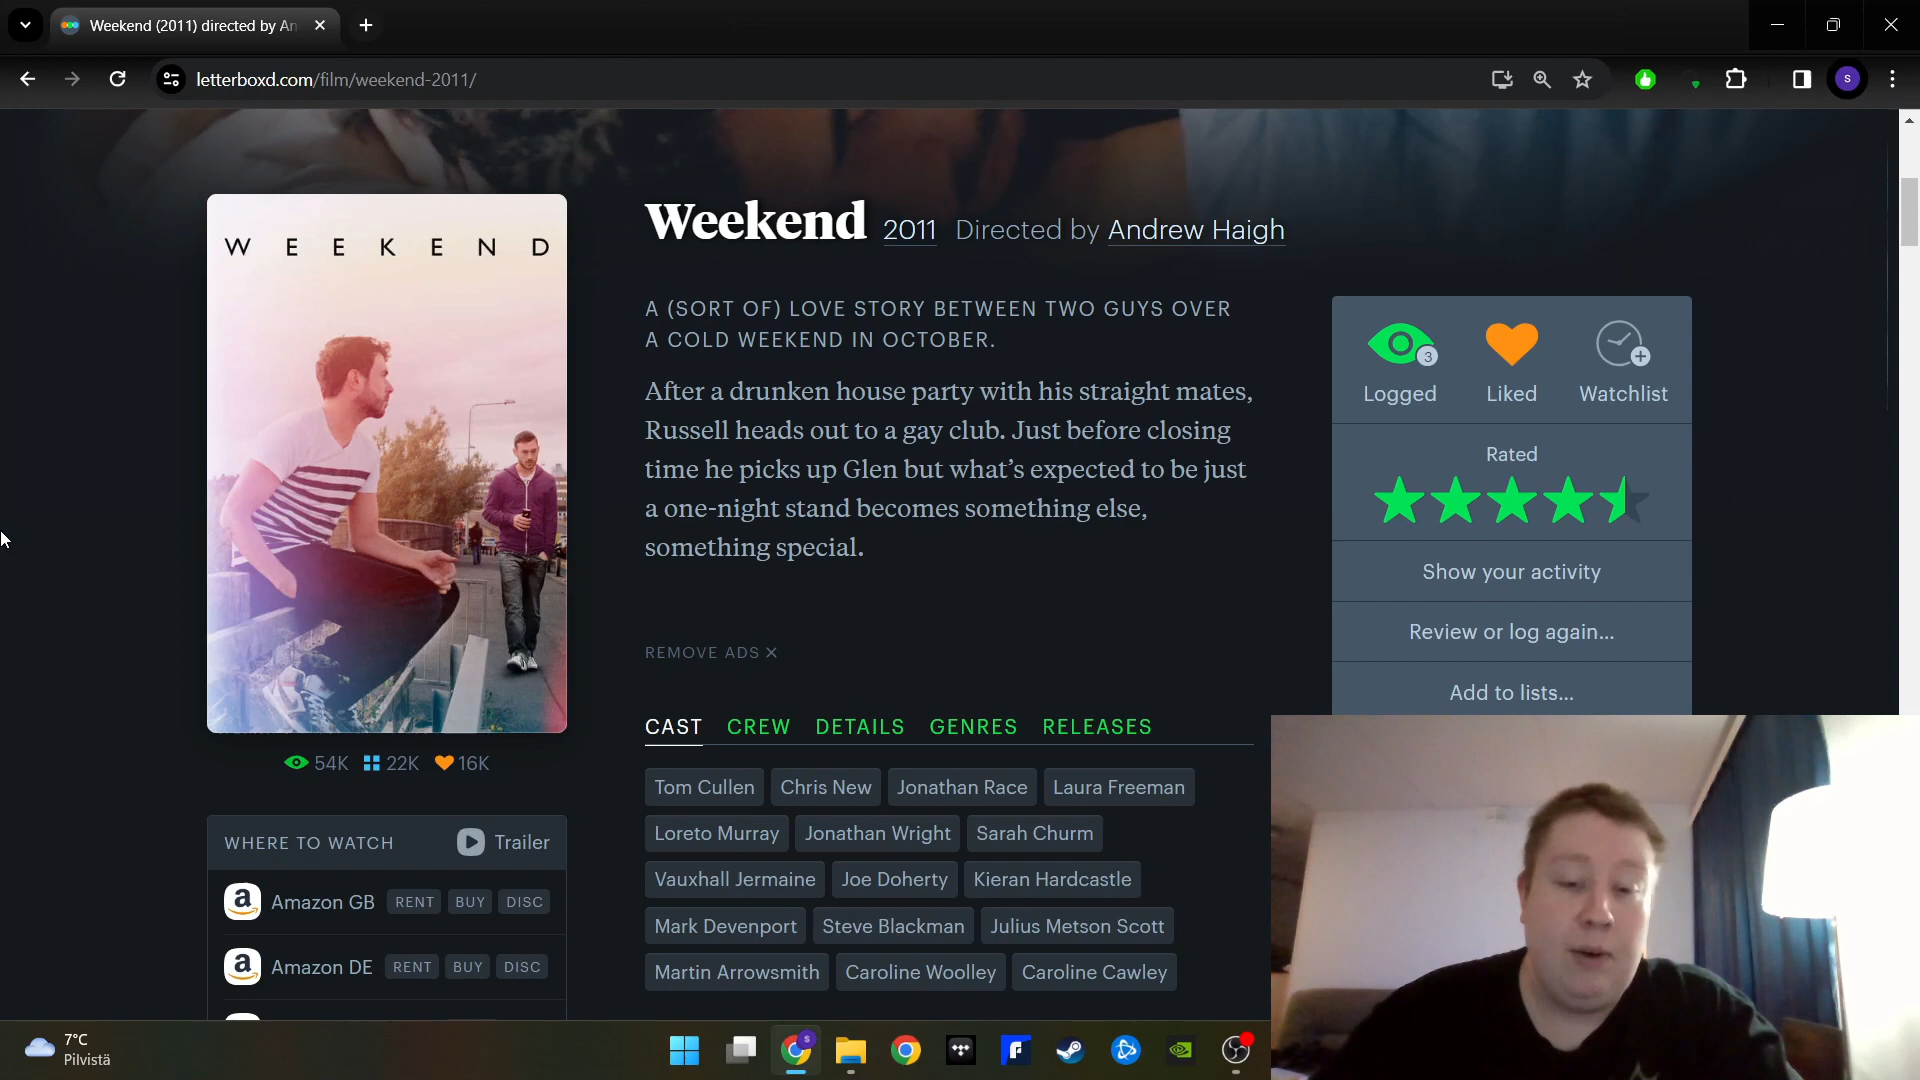 Weekend (2011) directed by An
letterboxd.com/film/weekend-2011/
S
W E E K E N D
Weekend 2011 Directed by Andrew Haigh
A (SORT OF) LOVE STORY BETWEEN TWO GUYS OVER
A COLD WEEKEND IN OCTOBER.
After a drunken house party with his straight mates,
Russell heads out to a gay club. Just before closing
time he picks up Glen but what’s expected to be just
a one-night stand becomes something else,
something special.
3
Logged Liked Watchlist
Rated
Show your activity
Review or log again…
Add to lists…
REMOVE ADS
CAST CREW DETAILS GENRES RELEASES
54K 22K 16K
Tom Cullen Chris New Jonathan Race Laura Freeman
Loreto Murray Jonathan Wright Sarah Churm
Vauxhall Jermaine Joe Doherty Kieran Hardcastle
Mark Devenport Steve Blackman Julius Metson Scott
Martin Arrowsmith Caroline Woolley Caroline Cawley
WHERE TO WATCH Trailer
a Amazon GB RENT BUY DISC
a Amazon DE RENT BUY DISC
7°C
Pilvistä